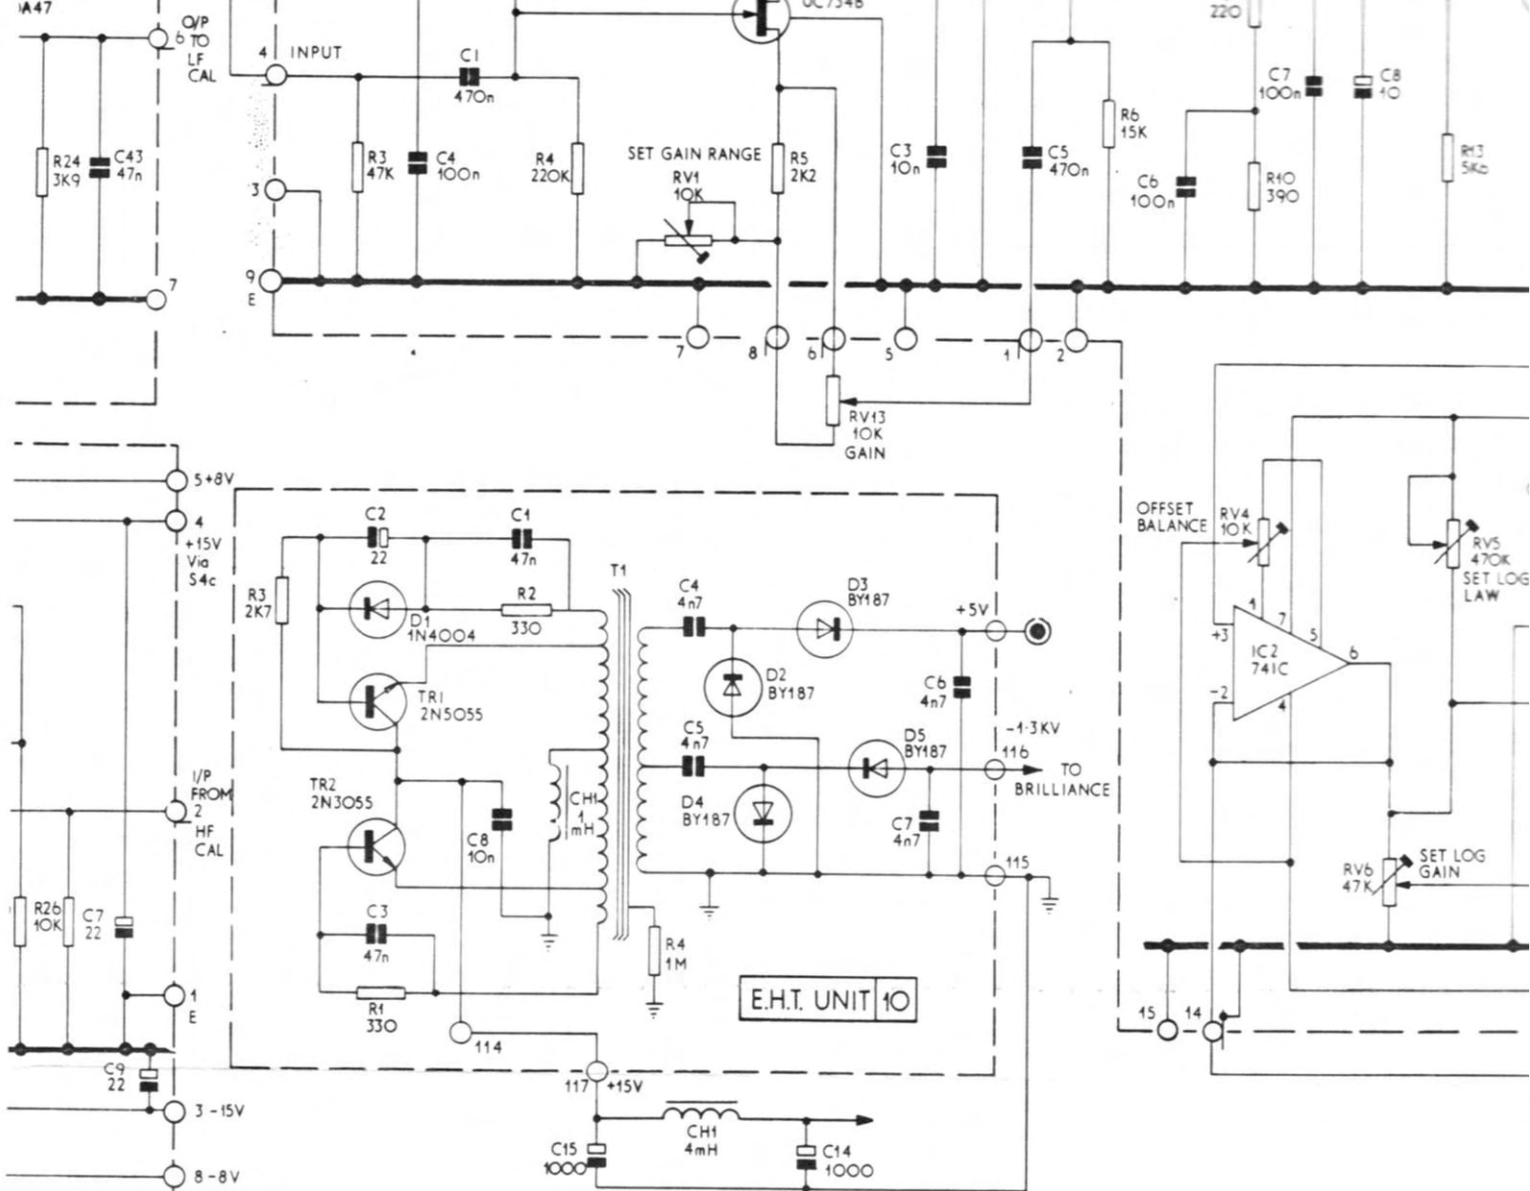 A47
O/P
6 TO
LF
CAL
4 INPUT
C1
470n
R24
3K9
C43
47n
7
3
9
E
R3
47K
C4
100n
R4
220K
SET GAIN RANGE
RV1
10K
R5
2K2
C3
10n
C5
470n
R6
15K
220
C6
100n
R10
390
C7
100n
C8
10
R13
7
8
6
5
1
2
RV13
10K
GAIN
5 +8V
4
+15V
Via
S4c
I/P
FROM
2
HF
CAL
R26
10K
C7
22
1
E
C9
22
3 -15V
8 -8V
C2
22
C1
47n
R3
2K7
D1
1N4004
R2
330
T1
TR1
2N5055
TR2
2N3055
C8
10n
CH1
1
mH
C3
47n
R1
330
114
117 +15V
C4
4n7
D3
BY187
+5V
D2
BY187
C6
4n7
C5
4n7
D5
BY187
-1·3KV
116
TO
BRILLIANCE
D4
BY187
C7
4n7
115
R4
1M
E.H.T. UNIT 10
CH1
4mH
C15
1000
C14
1000
OFFSET
BALANCE
RV4
10K
RV5
470K
SET LOG
LAW
1
7
5
+3
IC2
741C
6
-2
4
RV6
47K
SET LOG
GAIN
15
14